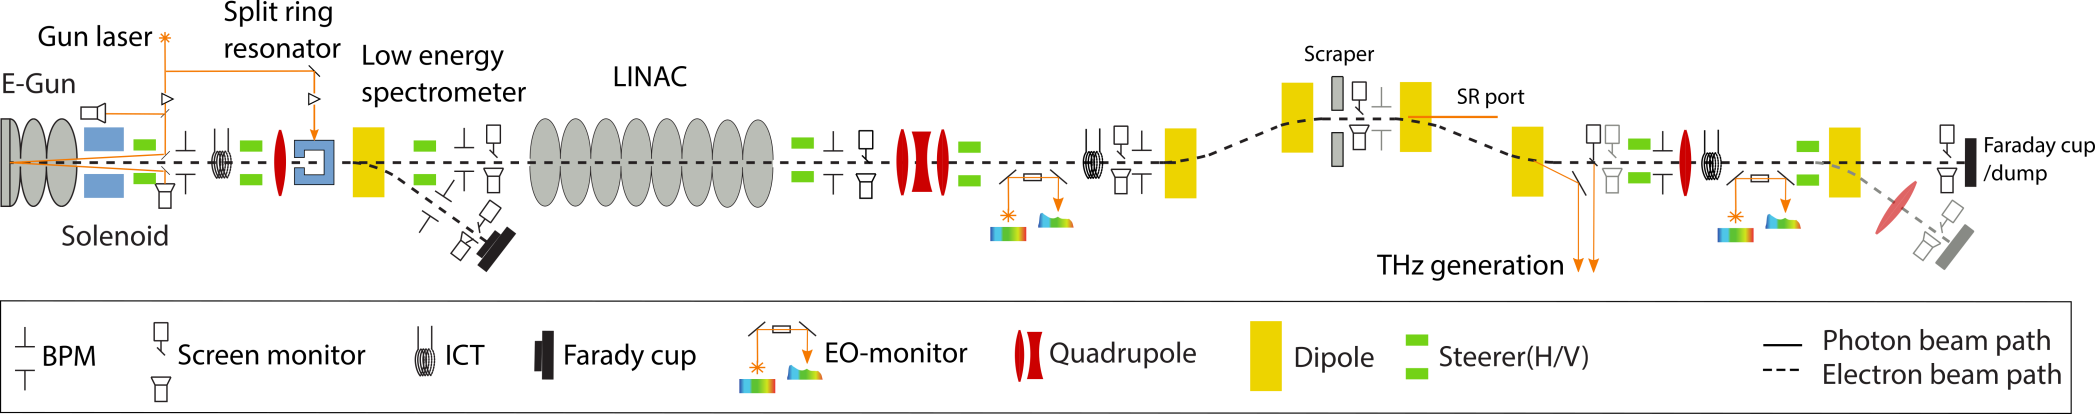 Split ring
resonator
Gun laser
Low energy
spectrometer
E-Gun
LINAC
Scraper
SR port
Solenoid
Faraday cup
/dump
THz generation
BPM
Screen monitor
ICT
Farady cup
EO-monitor
Quadrupole
Dipole
Steerer(H/V)
Photon beam path
Electron beam path